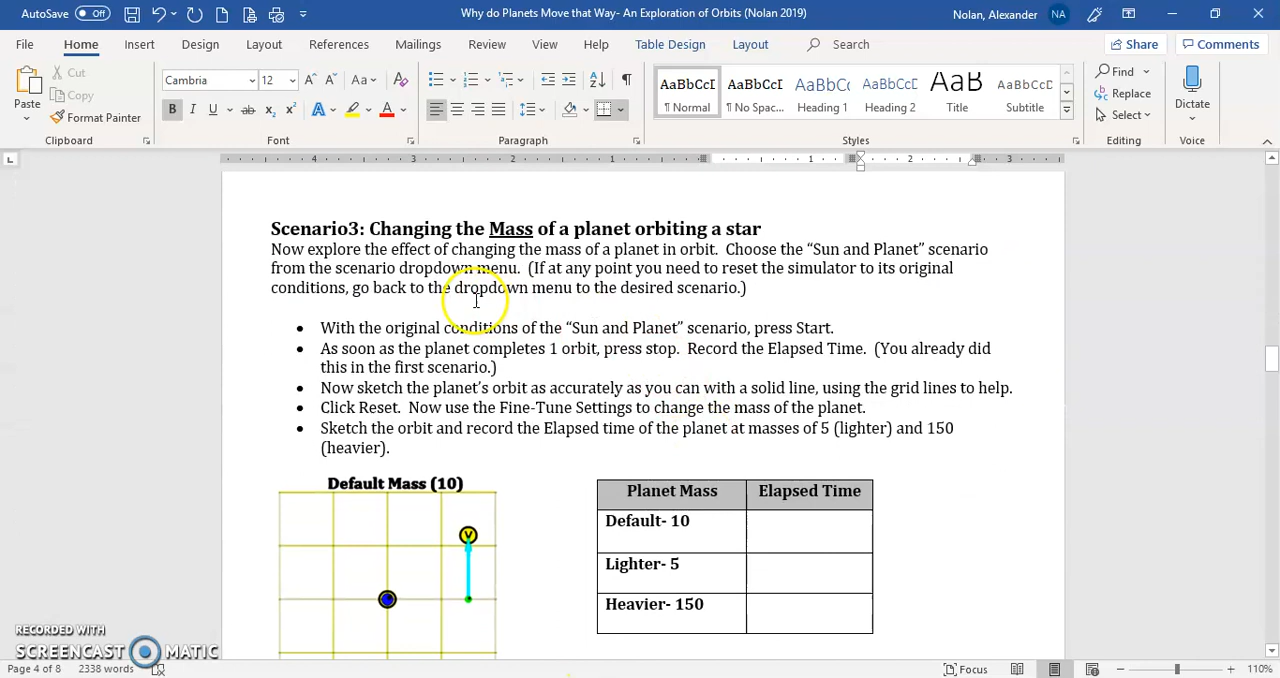 AutoSave Off Why do Planets Move that Way- An Exploration of Orbits (Nolan 2019) Nolan, Alexander NA
File Home Insert Design Layout References Mailings Review View Help Table Design Layout Search Share Comments
Cut
Copy
Format Painter
Paste
Cambria 12
AaBbCcI AaBbCcI AaBbCc AaBbCcI AaB AaBbCcD
¶ Normal ¶ No Spac... Heading 1 Heading 2 Title Subtitle
Find
Replace
Select
Dictate
Clipboard Font Paragraph Styles Editing Voice
4 3 2 1 1 2 3
Scenario3: Changing the Mass of a planet orbiting a star
Now explore the effect of changing the mass of a planet in orbit. Choose the “Sun and Planet” scenario
from the scenario dropdown menu. (If at any point you need to reset the simulator to its original
conditions, go back to the dropdown menu to the desired scenario.)
• With the original conditions of the “Sun and Planet” scenario, press Start.
• As soon as the planet completes 1 orbit, press stop. Record the Elapsed Time. (You already did
this in the first scenario.)
• Now sketch the planet’s orbit as accurately as you can with a solid line, using the grid lines to help.
• Click Reset. Now use the Fine-Tune Settings to change the mass of the planet.
• Sketch the orbit and record the Elapsed time of the planet at masses of 5 (lighter) and 150
(heavier).
Default Mass (10)
V
Planet Mass Elapsed Time
Default- 10
Lighter- 5
Heavier- 150
RECORDED WITH
SCREENCAST MATIC
Page 4 of 8 2338 words Focus 110%